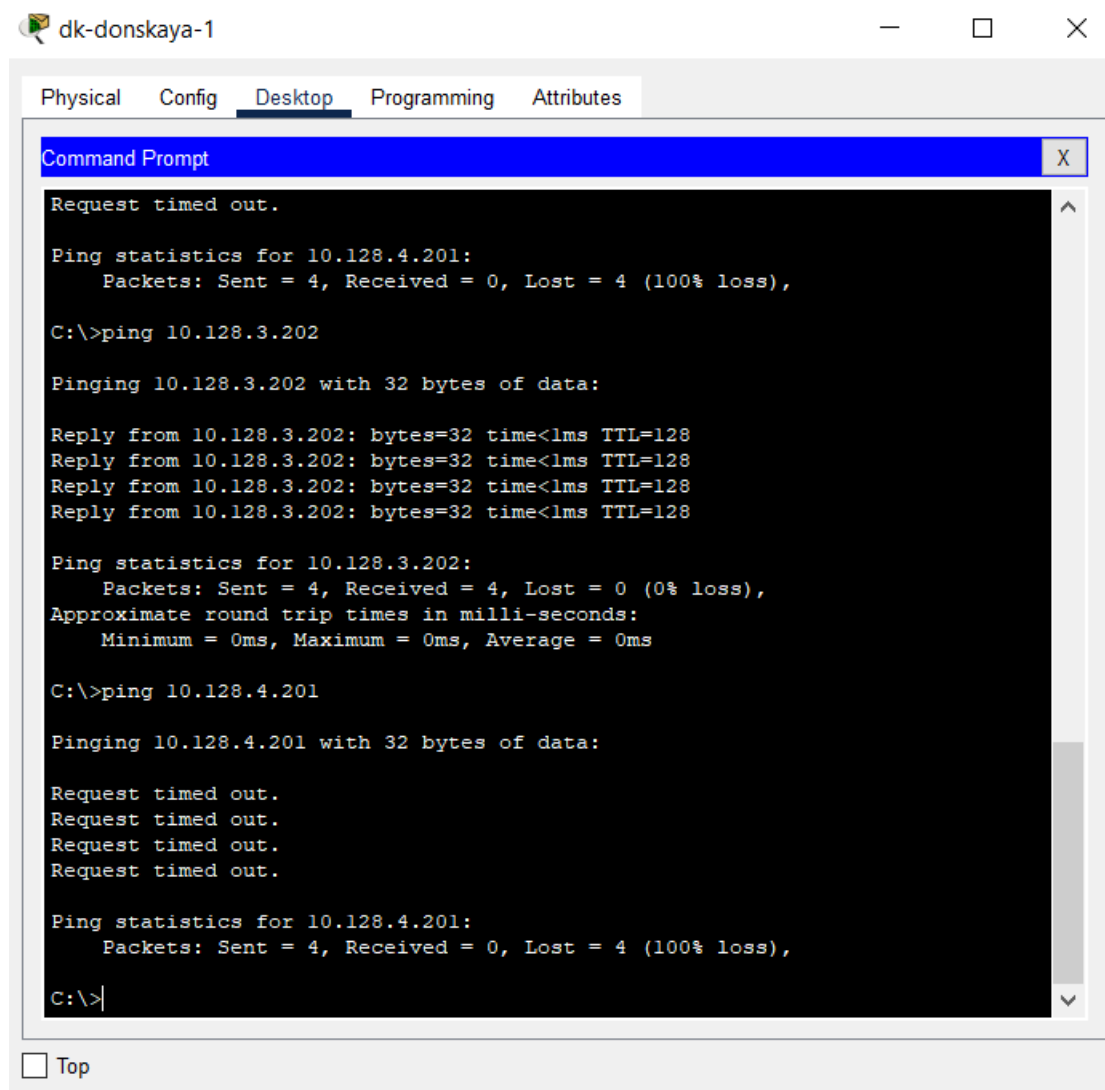 dk-donskaya-1
Physical Config Desktop Programming Attributes
Command Prompt X
Request timed out.
Ping statistics for 10.128.4.201:
Packets: Sent = 4, Received = 0, Lost = 4 (100% loss),
C:\>ping 10.128.3.202
Pinging 10.128.3.202 with 32 bytes of data:
Reply from 10.128.3.202: bytes=32 time<1ms TTL=128
Reply from 10.128.3.202: bytes=32 time<1ms TTL=128
Reply from 10.128.3.202: bytes=32 time<1ms TTL=128
Reply from 10.128.3.202: bytes=32 time<1ms TTL=128
Ping statistics for 10.128.3.202:
Packets: Sent = 4, Received = 4, Lost = 0 (0% loss),
Approximate round trip times in milli-seconds:
Minimum = 0ms, Maximum = 0ms, Average = 0ms
C:\>ping 10.128.4.201
Pinging 10.128.4.201 with 32 bytes of data:
Request timed out.
Request timed out.
Request timed out.
Request timed out.
Ping statistics for 10.128.4.201:
Packets: Sent = 4, Received = 0, Lost = 4 (100% loss),
C:\>
Top